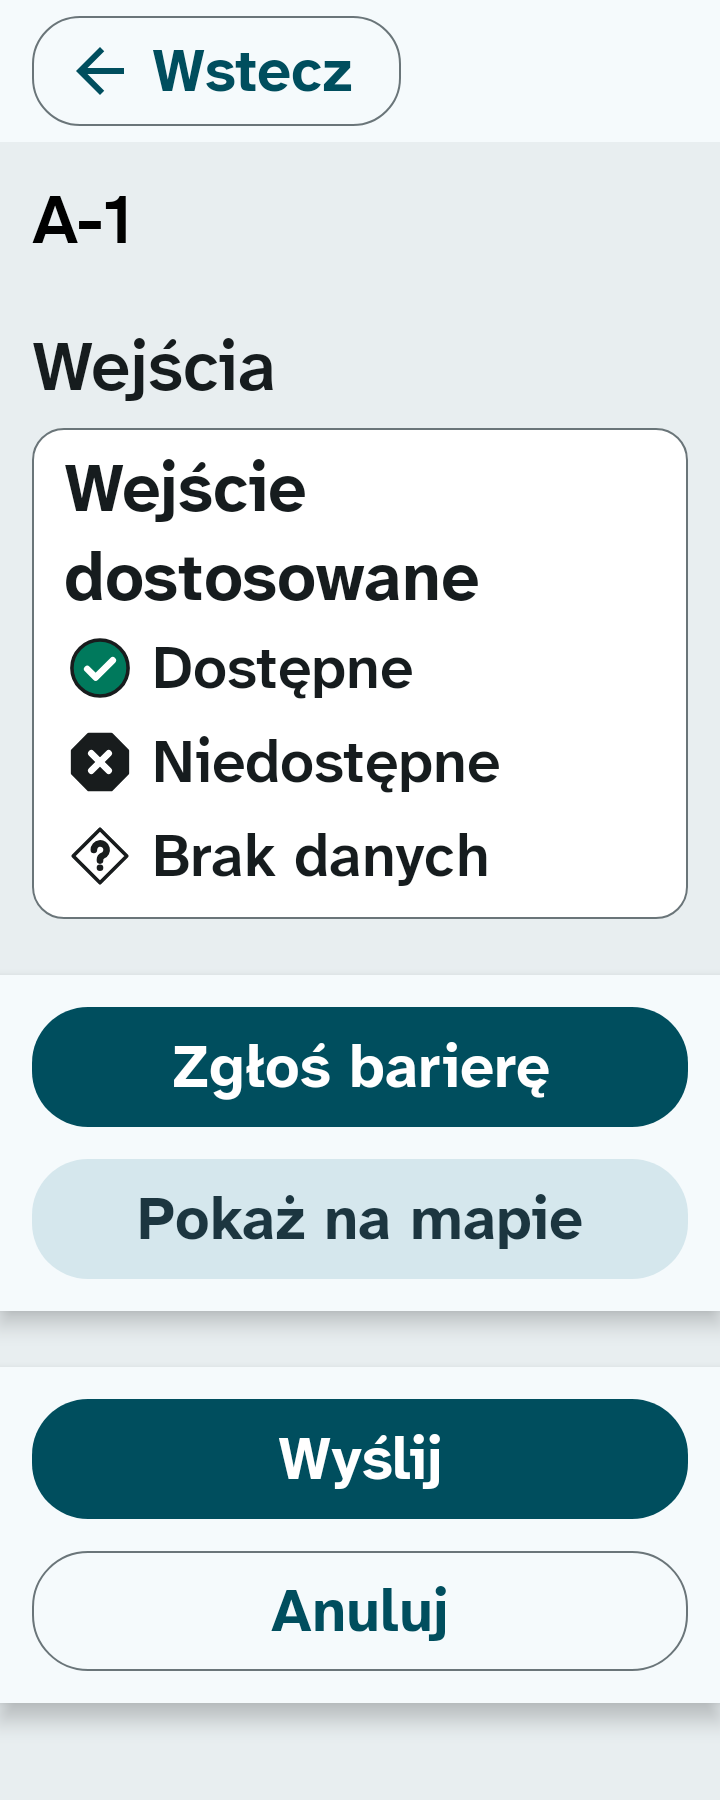 Wstecz
A-1
Wejścia
Wejście
dostosowane
Dostępne
Niedostępne
Brak danych
Zgłoś barierę
Pokaż na mapie
Wyślij
Anuluj